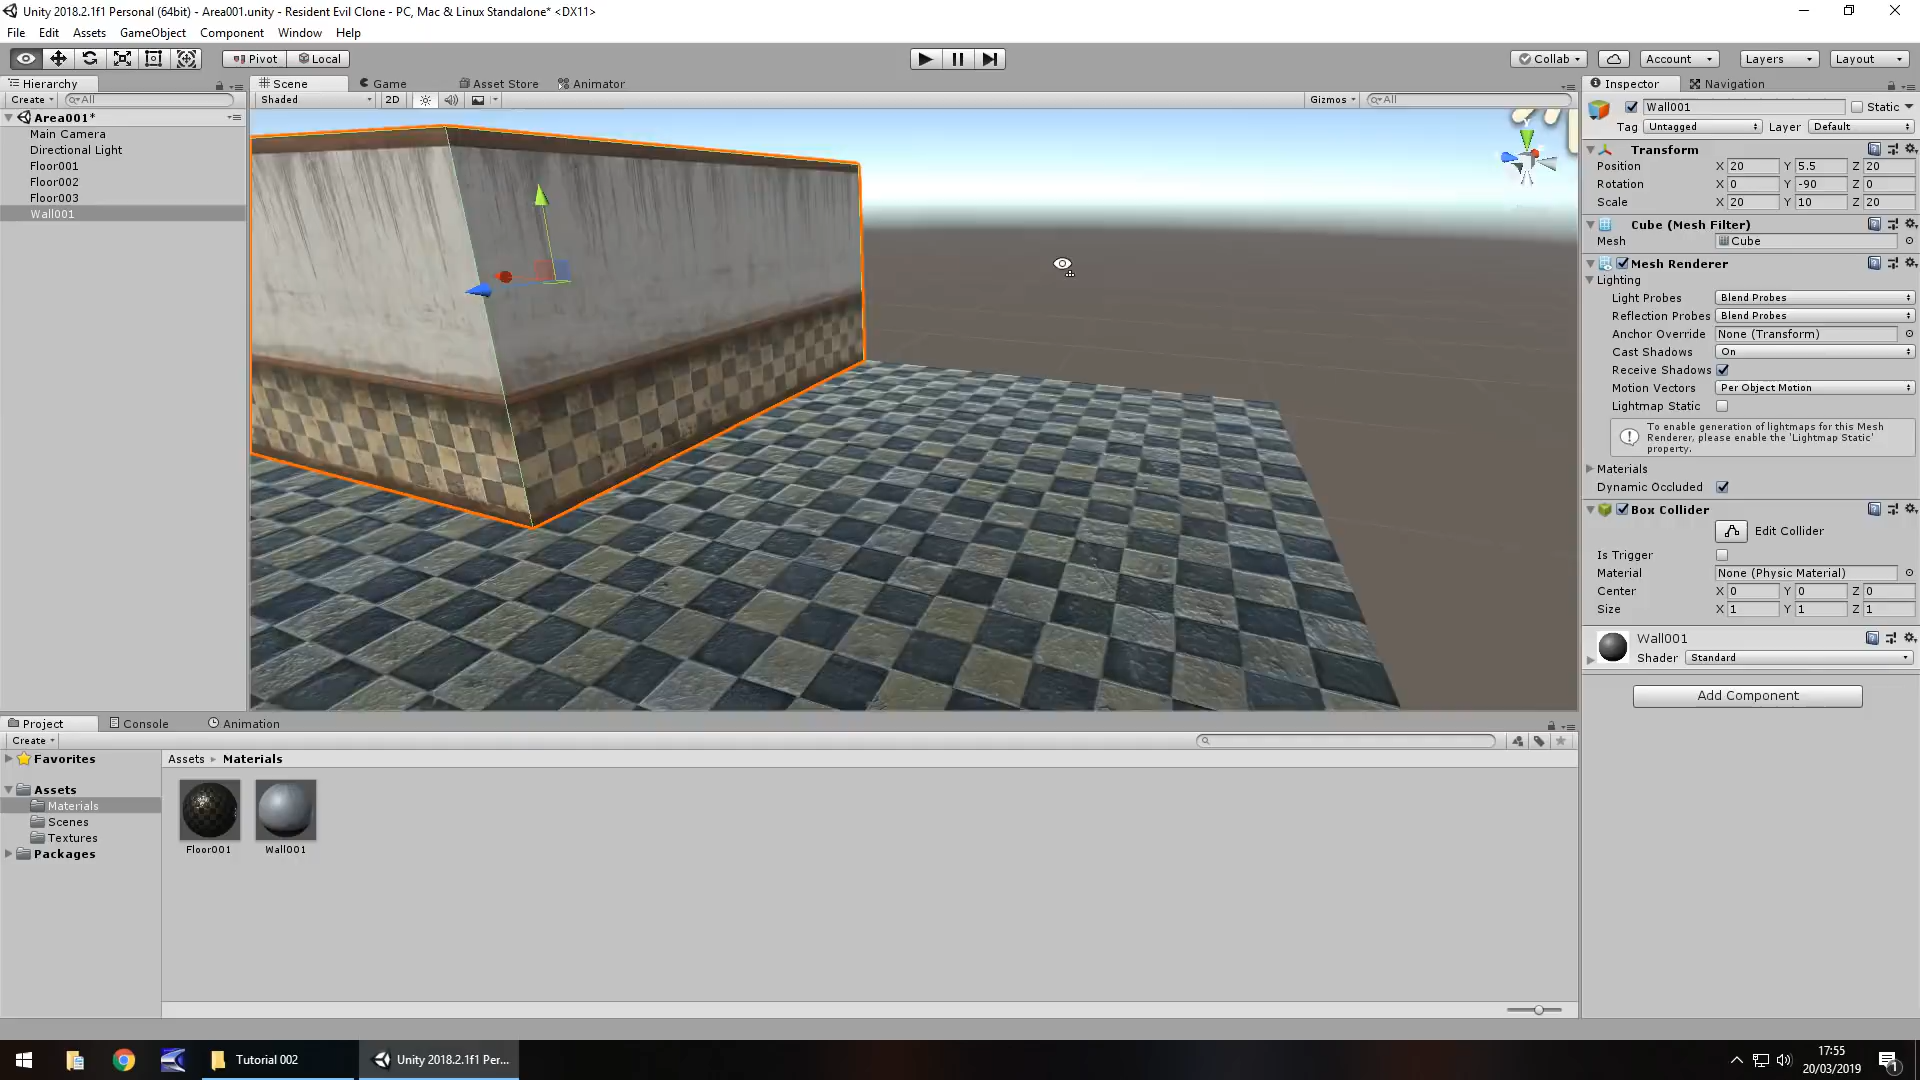 Unity 2018.2.1f1 Personal (64bit) - Area001.unity - Resident Evil Clone - PC, Mac & Linux Standalone* <DX11>
File Edit Assets GameObject Component Window Help
Pivot Local Collab Account Layers Layout
Hierarchy
Create All
Area001*
Main Camera
Directional Light
Floor001
Floor002
Floor003
Wall001
Scene Game Asset Store Animator
Shaded 2D Gizmos All
Y
Inspector Navigation
Wall001 Static
Tag Untagged Layer Default
Transform
Position X 20 Y 5.5 Z 20
Rotation X 0 Y -90 Z 0
Scale X 20 Y 10 Z 20
Cube (Mesh Filter)
Mesh Cube
Mesh Renderer
Lighting
Light Probes Blend Probes
Reflection Probes Blend Probes
Anchor Override None (Transform)
Cast Shadows On
Receive Shadows
Motion Vectors Per Object Motion
Lightmap Static
To enable generation of lightmaps for this Mesh
Renderer, please enable the 'Lightmap Static'
property.
Materials
Dynamic Occluded
Box Collider
Edit Collider
Is Trigger
Material None (Physic Material)
Center X 0 Y 0 Z 0
Size X 1 Y 1 Z 1
Wall001
Shader Standard
Add Component
Project Console Animation
Create
Favorites
Assets
Materials
Scenes
Textures
Packages
Assets Materials
Floor001 Wall001
Tutorial 002
Unity 2018.2.1f1 Per...
17:55
20/03/2019
1